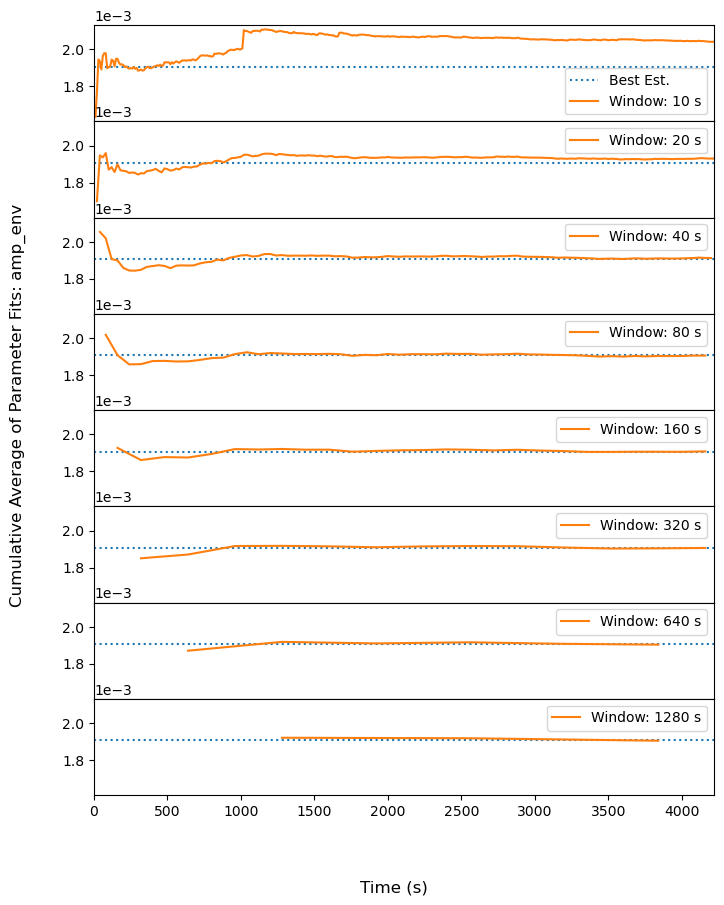 1e−3
2.0
1.8
Best Est.
Window: 10 s
1e−3
2.0
1.8
Window: 20 s
1e−3
2.0
1.8
Window: 40 s
1e−3
2.0
1.8
Window: 80 s
1e−3
2.0
1.8
Window: 160 s
1e−3
2.0
1.8
Window: 320 s
1e−3
2.0
1.8
Window: 640 s
1e−3
2.0
1.8
Window: 1280 s
0 500 1000 1500 2000 2500 3000 3500 4000
Time (s)
Cumulative Average of Parameter Fits: amp_env